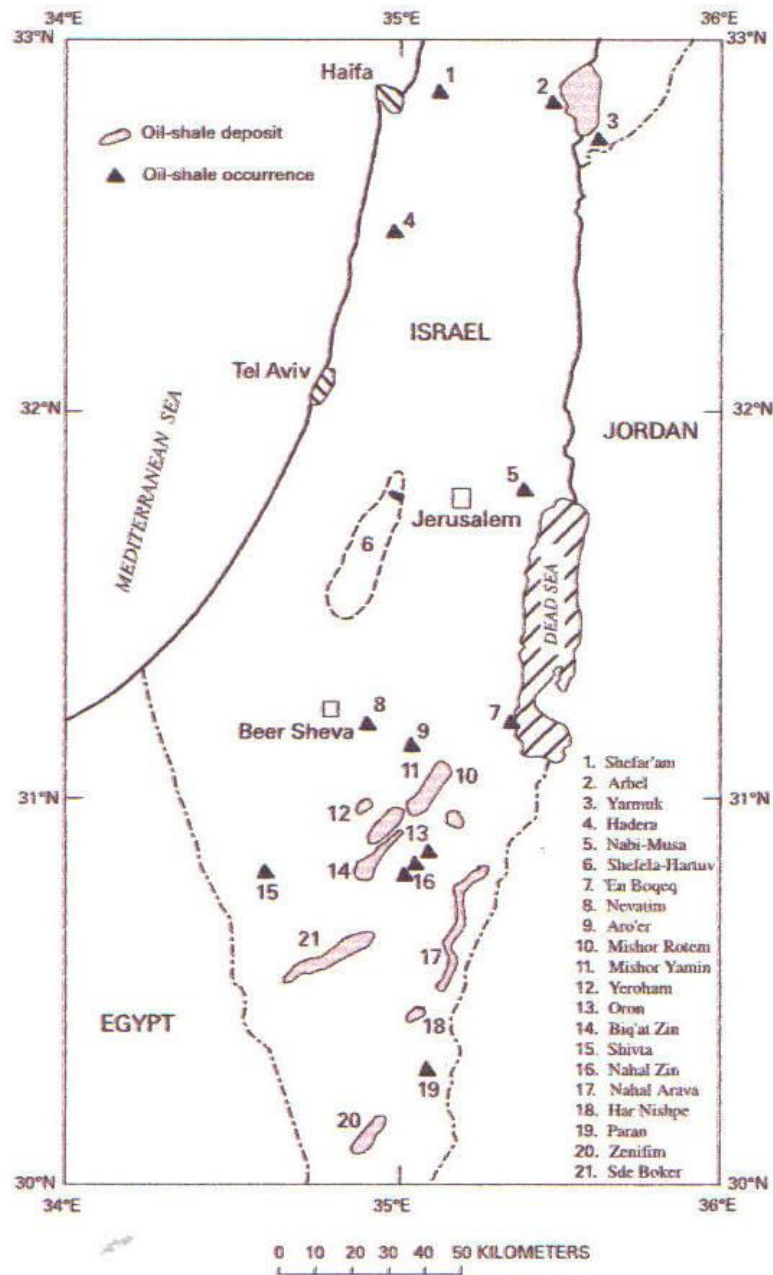 34°E 35°E 36°E
33°N 33°N
Haifa
1
2
3
Oil-shale deposit
Oil-shale occurrence
4
ISRAEL
Tel Aviv
32°N 32°N
MEDITERRANEAN SEA
JORDAN
5
Jerusalem
6
DEAD SEA
8
7
Beer Sheva
9
11
10
31°N 31°N
12
13
14
16
15
21
17
EGYPT
18
19
20
1. Shefar'am
2. Arbel
3. Yarmuk
4. Hadera
5. Nabi-Musa
6. Shefela-Hartuv
7. 'En Boqeq
8. Nevatim
9. Aro'er
10. Mishor Rotem
11. Mishor Yamin
12. Yeroham
13. Oron
14. Biq'at Zin
15. Shivta
16. Nahal Zin
17. Nahal Arava
18. Har Nishpe
19. Paran
20. Zenifim
21. Sde Boker
30°N 30°N
34°E 35°E 36°E
0 10 20 30 40 50 KILOMETERS